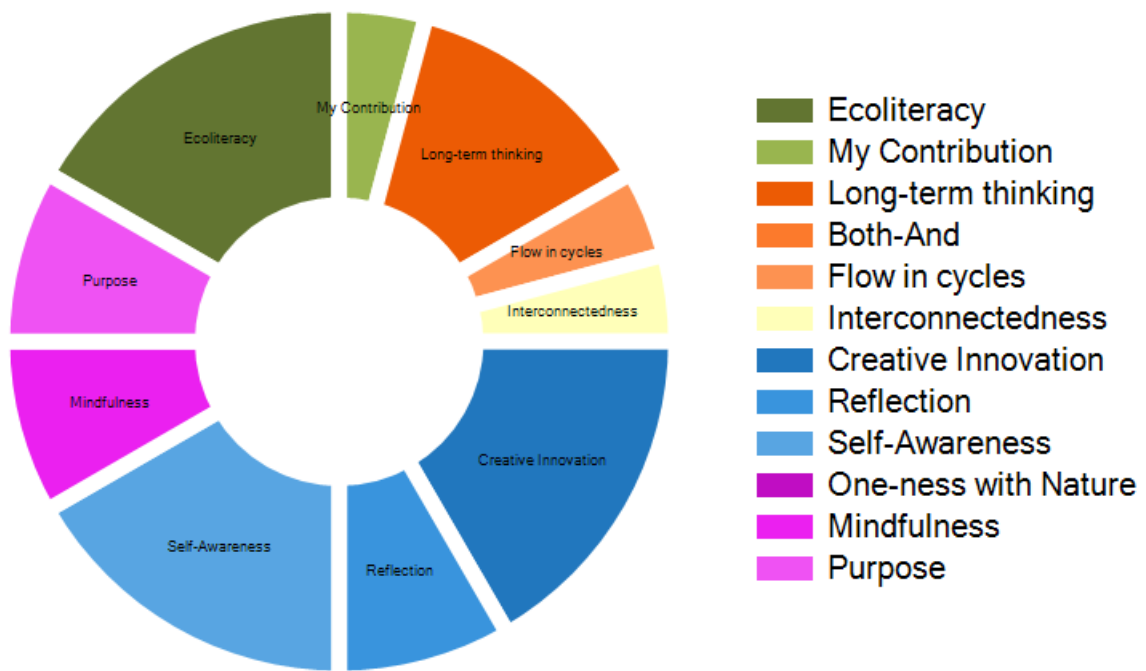 My Contribution
Ecoliteracy
Long-term thinking
Flow in cycles
Purpose
Interconnectedness
Mindfulness
Creative Innovation
Self-Awareness
Reflection
Ecoliteracy
My Contribution
Long-term thinking
Both-And
Flow in cycles
Interconnectedness
Creative Innovation
Reflection
Self-Awareness
One-ness with Nature
Mindfulness
Purpose